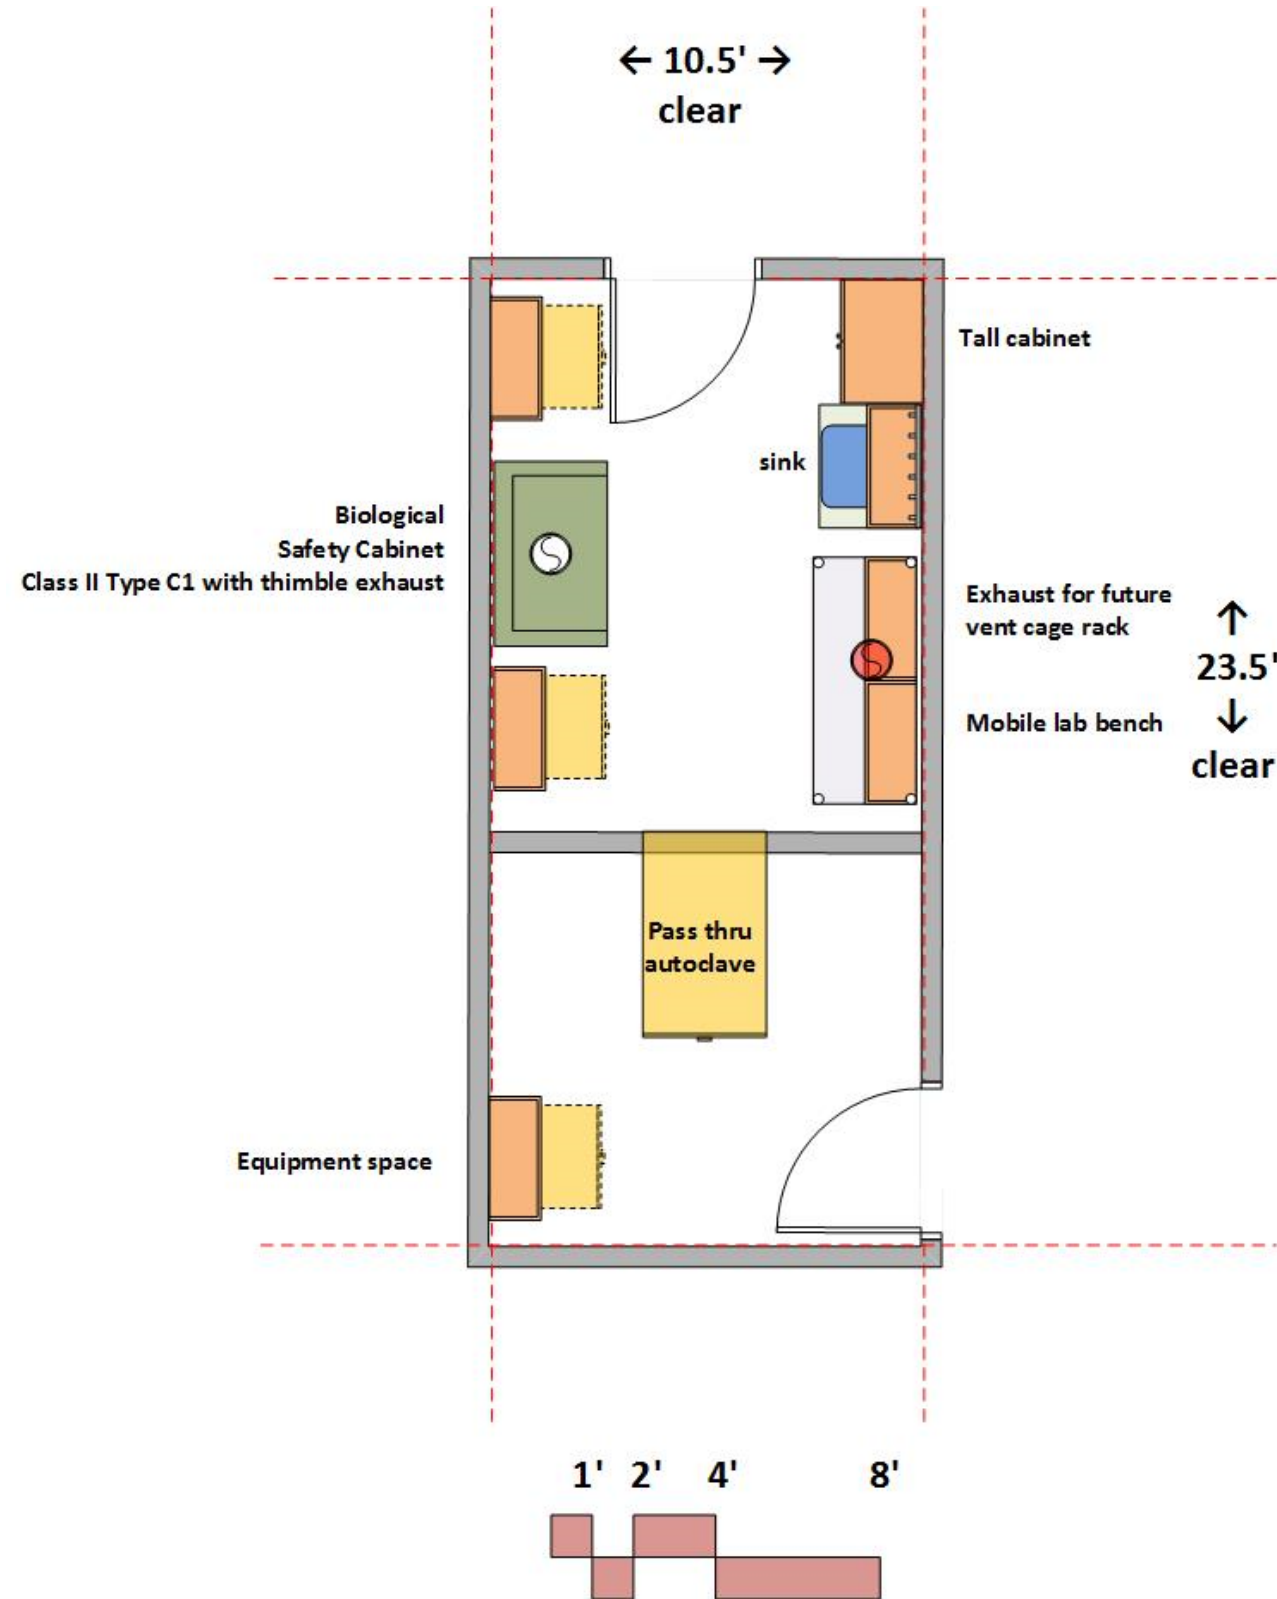 ← 10.5' →
clear
Tall cabinet
sink
Biological
Safety Cabinet
Class II Type C1 with thimble exhaust
Exhaust for future
vent cage rack
Mobile lab bench
↑
23.5'
↓
clear
Pass thru
autoclave
Equipment space
1' 2' 4' 8'